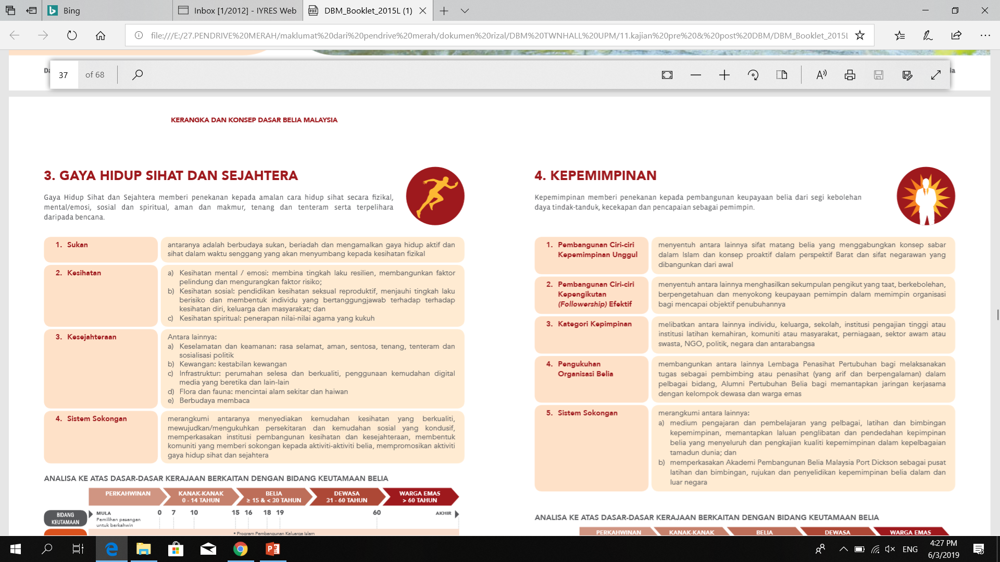 Bing
Inbox [1/2012] - IYRES Web
DBM_Booklet_2015L (1)
file:///E:/27.PENDRIVE%20MERAH/maklumat%20dari%20pendrive%20merah/dokumen%20rizal/DBM%20TWNHALL%20UPM/11.kajian%20pre%20&%20post%20DBM/DBM_Booklet_2015L
37 of 68
KERANGKA DAN KONSEP DASAR BELIA MALAYSIA
3. GAYA HIDUP SIHAT DAN SEJAHTERA
Gaya Hidup Sihat dan Sejahtera memberi penekanan kepada amalan cara hidup sihat secara fizikal,
mental/emosi, sosial dan spiritual, aman dan makmur, tenang dan tenteram serta terpelihara
daripada bencana.
1. Sukan
antaranya adalah berbudaya sukan, beriadah dan mengamalkan gaya hidup aktif dan
sihat dalam waktu senggang yang akan menyumbang kepada kesihatan fizikal
2. Kesihatan
a) Kesihatan mental / emosi: membina tingkah laku resilien, membangunkan faktor
pelindung dan mengurangkan faktor risiko;
b) Kesihatan sosial: pendidikan kesihatan seksual reproduktif, menjauhi tingkah laku
berisiko dan membentuk individu yang bertanggungjawab terhadap terhadap
kesihatan diri, keluarga dan masyarakat; dan
c) Kesihatan spiritual: penerapan nilai-nilai agama yang kukuh
3. Kesejahteraan
Antara lainnya:
a) Keselamatan dan keamanan: rasa selamat, aman, sentosa, tenang, tenteram dan
sosialisasi politik
b) Kewangan: kestabilan kewangan
c) Infrastruktur: perumahan selesa dan berkualiti, penggunaan kemudahan digital
media yang beretika dan lain-lain
d) Flora dan fauna: mencintai alam sekitar dan haiwan
e) Berbudaya membaca
4. Sistem Sokongan
merangkumi antaranya menyediakan kemudahan kesihatan yang berkualiti,
mewujudkan/mengukuhkan persekitaran dan kemudahan sosial yang kondusif,
memperkasakan institusi pembangunan kesihatan dan kesejahteraan, membentuk
komuniti yang memberi sokongan kepada aktiviti-aktiviti belia, mempromosikan aktiviti
gaya hidup sihat dan sejahtera
ANALISA KE ATAS DASAR-DASAR KERAJAAN BERKAITAN DENGAN BIDANG KEUTAMAAN BELIA
PERKAHWINAN
KANAK-KANAK
0 - 14 TAHUN
BELIA
≥ 15 & < 30 TAHUN
DEWASA
31 - 60 TAHUN
WARGA EMAS
> 60 TAHUN
BIDANG
KEUTAMAAN
MULA
Pemilihan pasangan
untuk berkahwin
0 7 10 15 16 18 19 60 AKHIR
• Program Pembangunan Keluarga Islam
4. KEPEMIMPINAN
Kepemimpinan memberi penekanan kepada pembangunan keupayaan belia dari segi kebolehan
daya tindak-tanduk, kecekapan dan pencapaian sebagai pemimpin.
1. Pembangunan Ciri-ciri
Kepemimpinan Unggul
menyentuh antara lainnya sifat matang belia yang menggabungkan konsep sabar
dalam Islam dan konsep proaktif dalam perspektif Barat dan sifat negarawan yang
dibangunkan dari awal
2. Pembangunan Ciri-ciri
Kepengikutan
(Followership) Efektif
menyentuh antara lainnya menghasilkan sekumpulan pengikut yang taat, berkebolehan,
berpengetahuan dan menyokong keupayaan pemimpin dalam memimpin organisasi
bagi mencapai objektif penubuhannya
3. Kategori Kepimpinan
melibatkan antara lainnya individu, keluarga, sekolah, institusi pengajian tinggi atau
institusi latihan kemahiran, komuniti atau masyarakat, perniagaan, sektor awam atau
swasta, NGO, politik, negara dan antarabangsa
4. Pengukuhan
Organisasi Belia
membangunkan antara lainnya Lembaga Penasihat Pertubuhan bagi melaksanakan
tugas sebagai pembimbing atau penasihat (yang arif dan berpengalaman) dalam
pelbagai bidang, Alumni Pertubuhan Belia bagi memantapkan jaringan kerjasama
dengan kelompok dewasa dan warga emas
5. Sistem Sokongan
merangkumi antara lainnya:
a) medium pengajaran dan pembelajaran yang pelbagai, latihan dan bimbingan
kepemimpinan, memantapkan laluan penglibatan dan pendedahan kepimpinan
belia yang menyeluruh dan pengkajian kualiti kepemimpinan dalam kepelbagaian
tamadun dunia; dan
b) memperkasakan Akademi Pembangunan Belia Malaysia Port Dickson sebagai pusat
latihan dan bimbingan, rujukan dan penyelidikan kepemimpinan belia dalam dan
luar negara
ANALISA KE ATAS DASAR-DASAR KERAJAAN BERKAITAN DENGAN BIDANG KEUTAMAAN BELIA
PERKAHWINAN
KANAK-KANAK
BELIA
DEWASA
WARGA EMAS
ENG
4:27 PM
6/3/2019